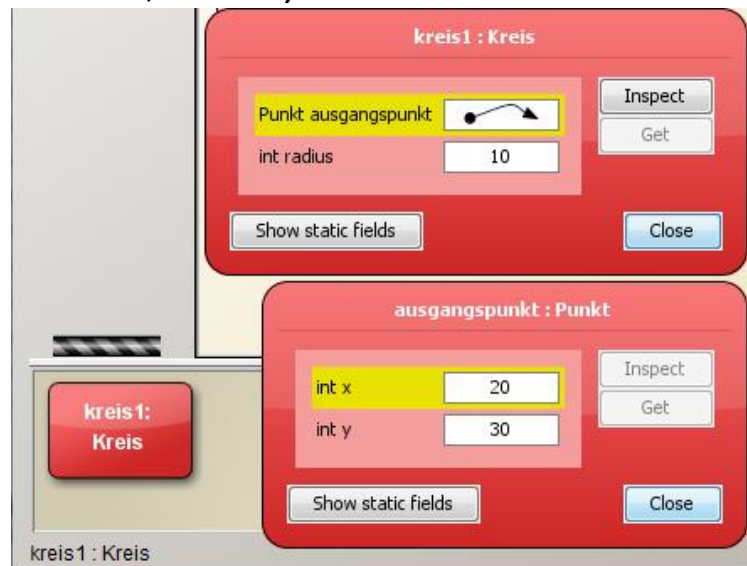 kreis1 : Kreis
Punkt ausgangspunkt
Inspect
Get
int radius 10
Show static fields Close
ausgangspunkt : Punkt
int x 20
Inspect
Get
int y 30
Show static fields Close
kreis1:
Kreis
kreis1 : Kreis